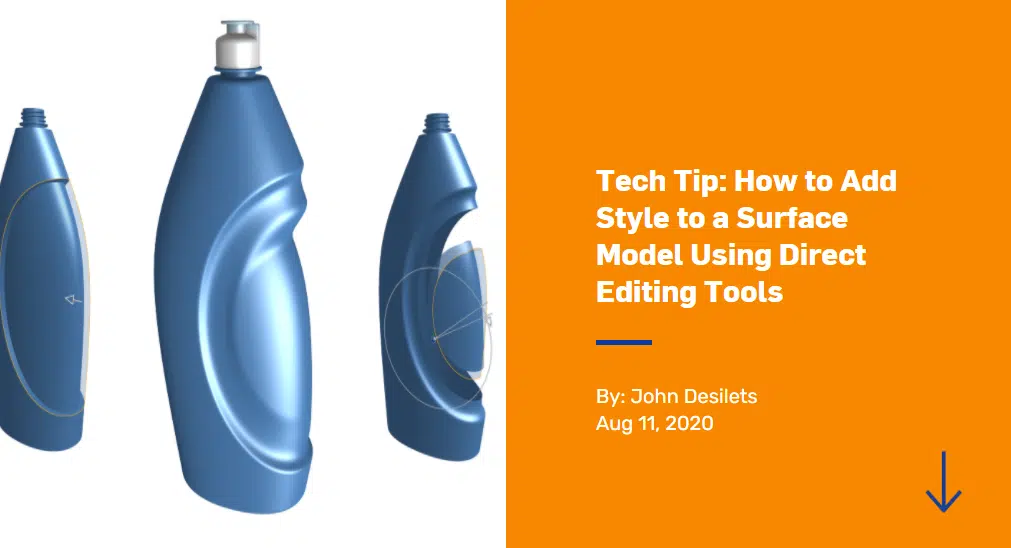 Tech Tip: How to Add
Style to a Surface
Model Using Direct
Editing Tools
By: John Desilets
Aug 11, 2020